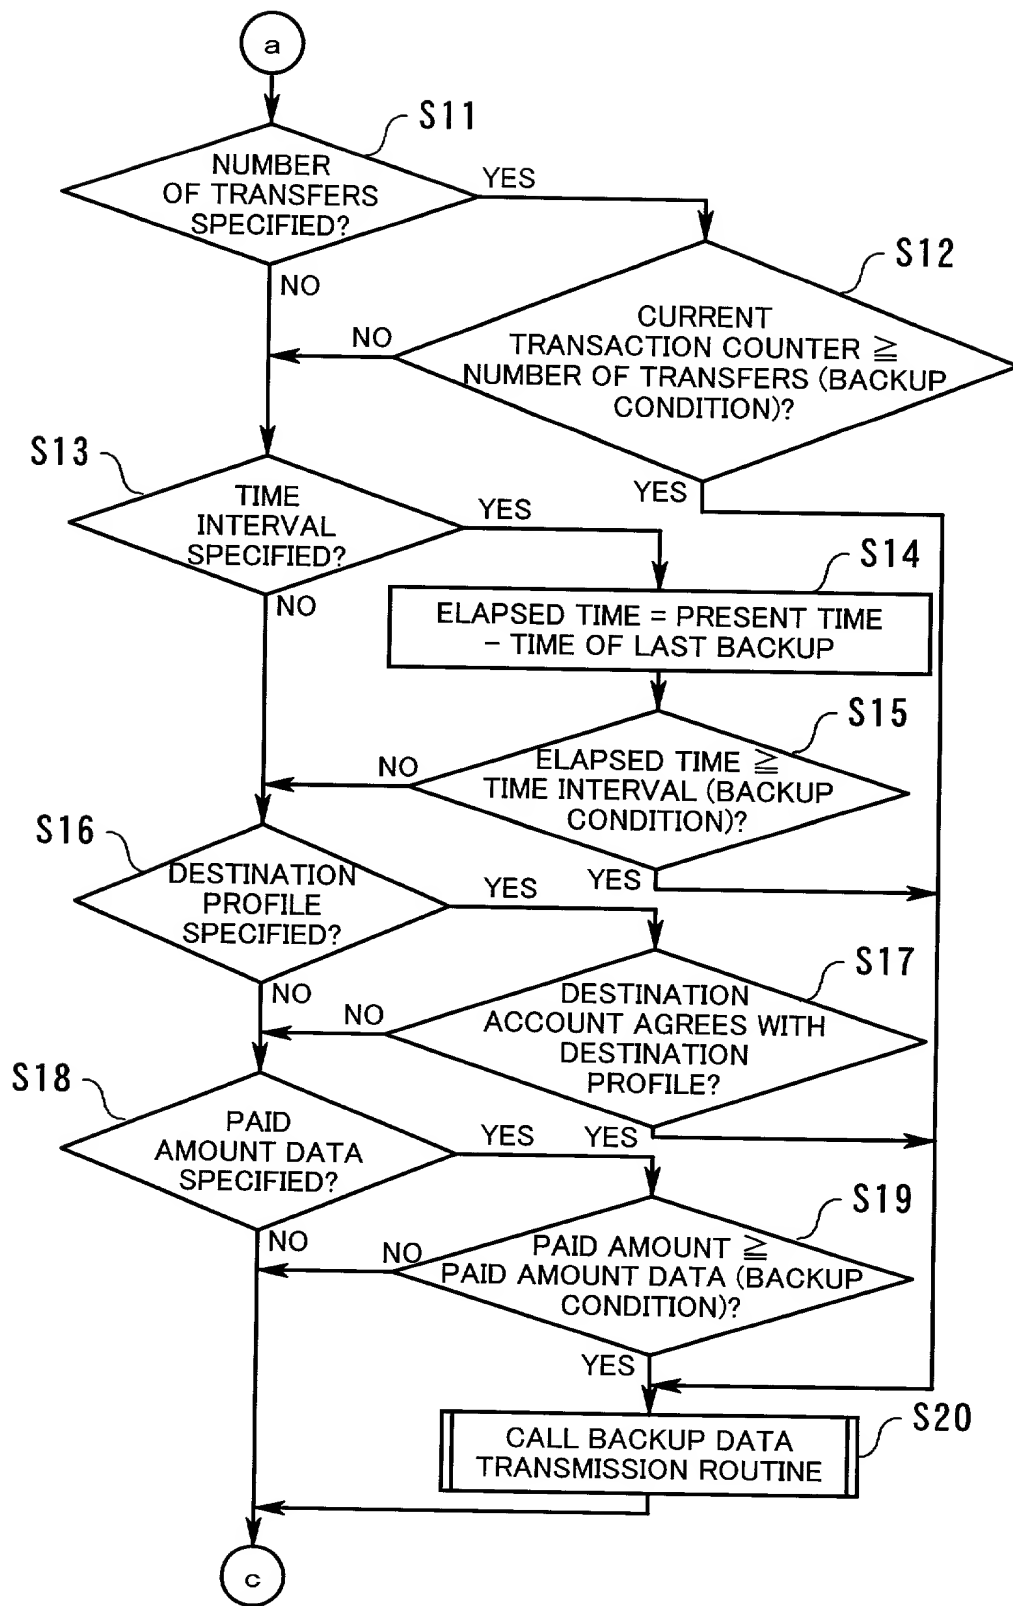 a
S11
NUMBER
OF TRANSFERS
SPECIFIED?
YES
NO
S12
CURRENT
TRANSACTION COUNTER ≧
NUMBER OF TRANSFERS (BACKUP
CONDITION)?
NO
YES
S13
TIME
INTERVAL
SPECIFIED?
YES
NO
S14
ELAPSED TIME = PRESENT TIME
– TIME OF LAST BACKUP
S15
ELAPSED TIME ≧
TIME INTERVAL (BACKUP
CONDITION)?
NO
YES
S16
DESTINATION
PROFILE
SPECIFIED?
YES
NO
S17
DESTINATION
ACCOUNT AGREES WITH
DESTINATION
PROFILE?
NO
YES
S18
PAID
AMOUNT DATA
SPECIFIED?
YES
NO
S19
PAID AMOUNT ≧
PAID AMOUNT DATA (BACKUP
CONDITION)?
NO
YES
S20
CALL BACKUP DATA
TRANSMISSION ROUTINE
c